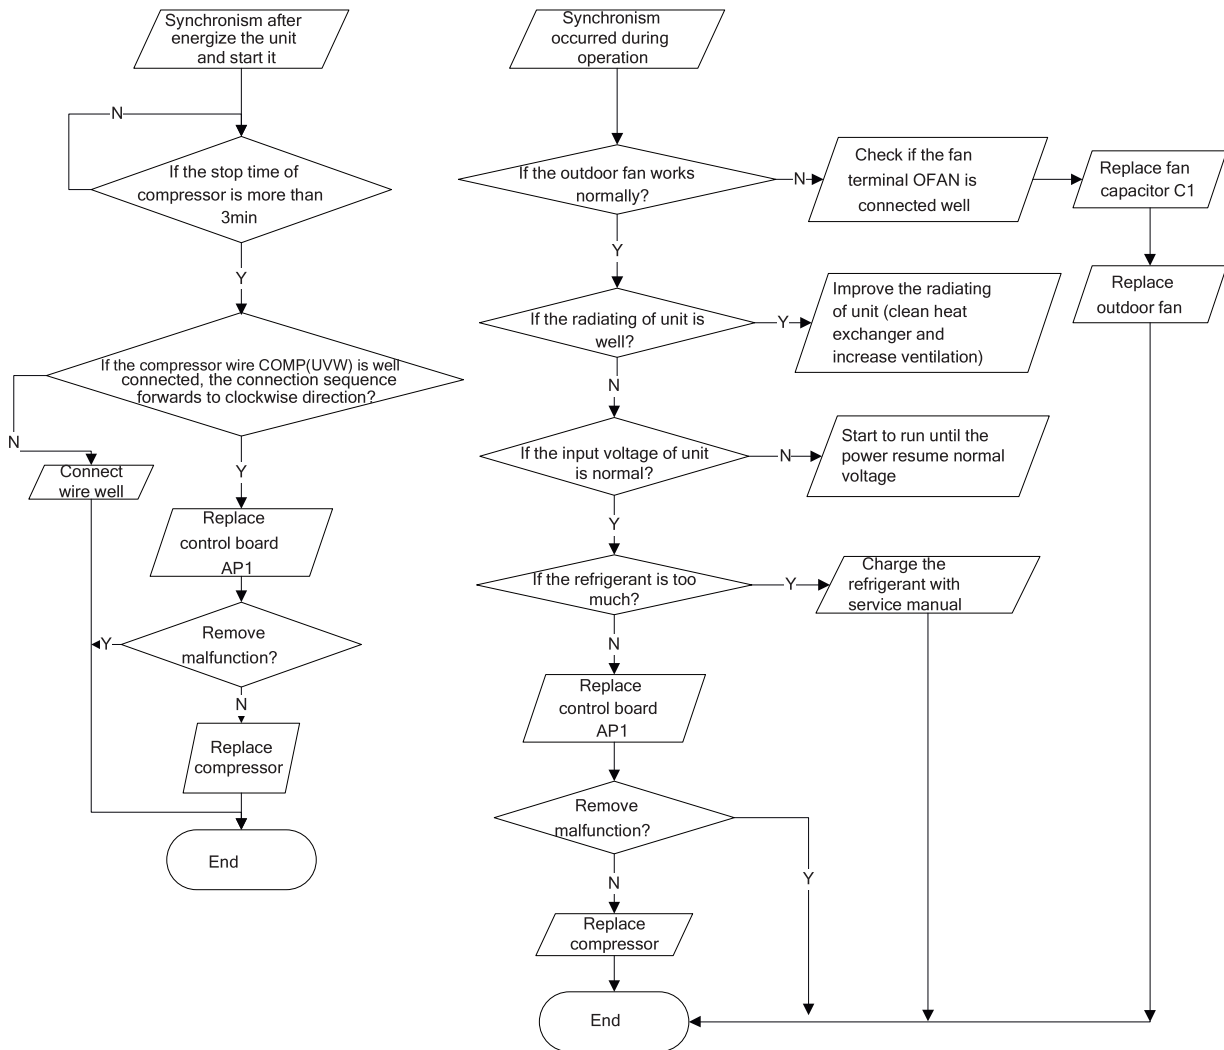 Synchronism after
energize the unit
and start it
N
If the stop time of
compressor is more than
3min
Y
If the compressor wire COMP(UVW) is well
connected, the connection sequence
forwards to clockwise direction?
N
Connect
wire well
Y
Replace
control board
AP1
Remove
malfunction?
Y
N
Replace
compressor
End
Synchronism
occurred during
operation
If the outdoor fan works
normally?
N
Check if the fan
terminal OFAN is
connected well
Replace fan
capacitor C1
Replace
outdoor fan
Y
If the radiating of unit is
well?
Y
Improve the radiating
of unit (clean heat
exchanger and
increase ventilation)
N
If the input voltage of unit
is normal?
N
Start to run until the
power resume normal
voltage
Y
If the refrigerant is too
much?
Y
Charge the
refrigerant with
service manual
N
Replace
control board
AP1
Remove
malfunction?
Y
N
Replace
compressor
End